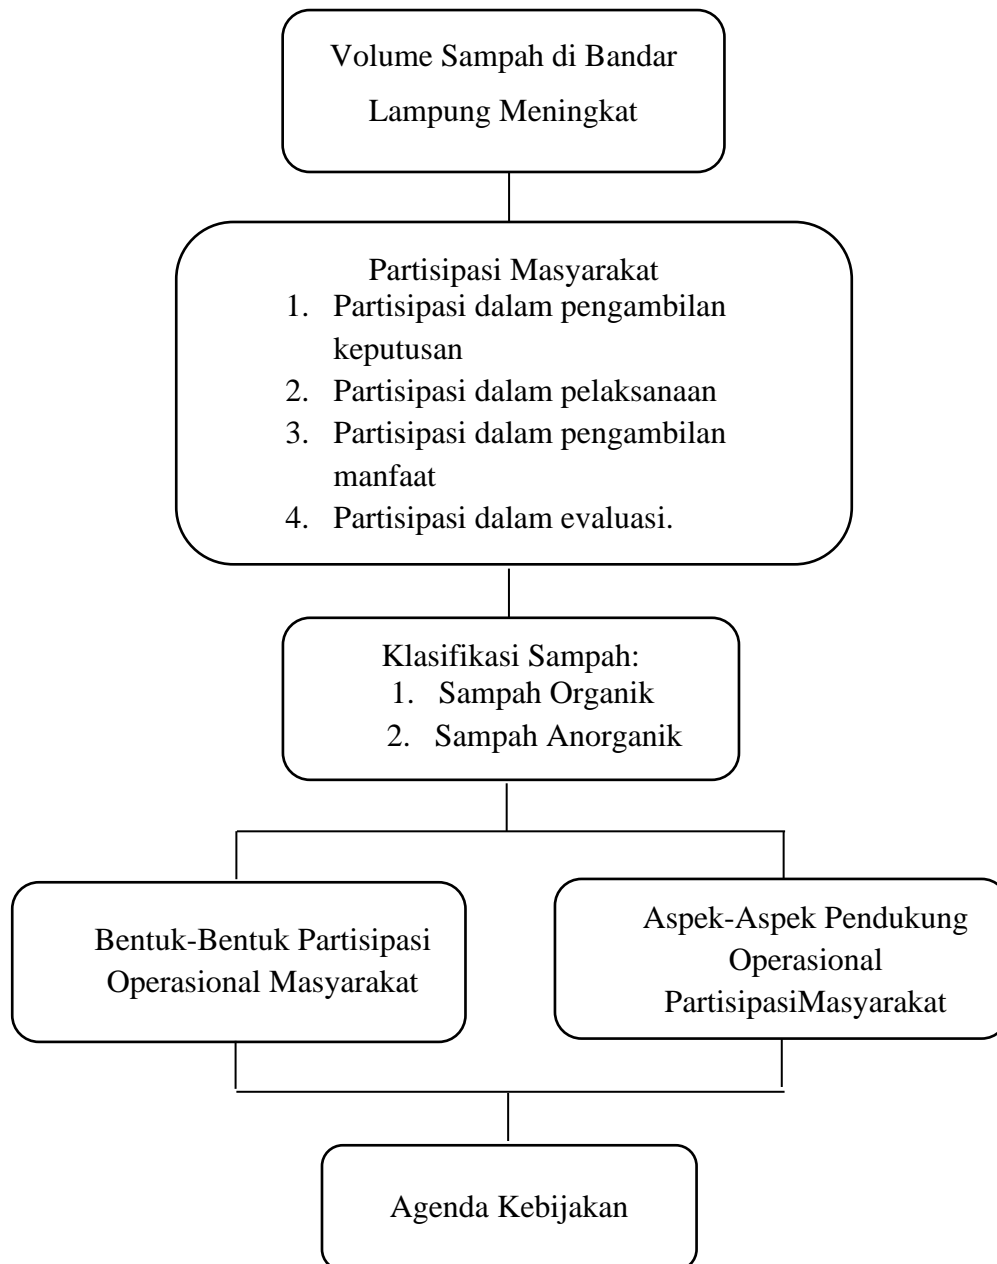 Volume Sampah di Bandar
Lampung Meningkat
Partisipasi Masyarakat
1. Partisipasi dalam pengambilan
keputusan
2. Partisipasi dalam pelaksanaan
3. Partisipasi dalam pengambilan
manfaat
4. Partisipasi dalam evaluasi.
Klasifikasi Sampah:
1. Sampah Organik
2. Sampah Anorganik
Bentuk-Bentuk Partisipasi
Operasional Masyarakat
Aspek-Aspek Pendukung
Operasional
PartisipasiMasyarakat
Agenda Kebijakan